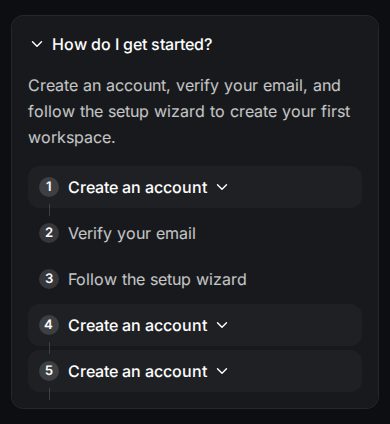 How do I get started?
Create an account, verify your email, and
follow the setup wizard to create your first
workspace.
1 Create an account
2 Verify your email
3 Follow the setup wizard
4 Create an account
5 Create an account